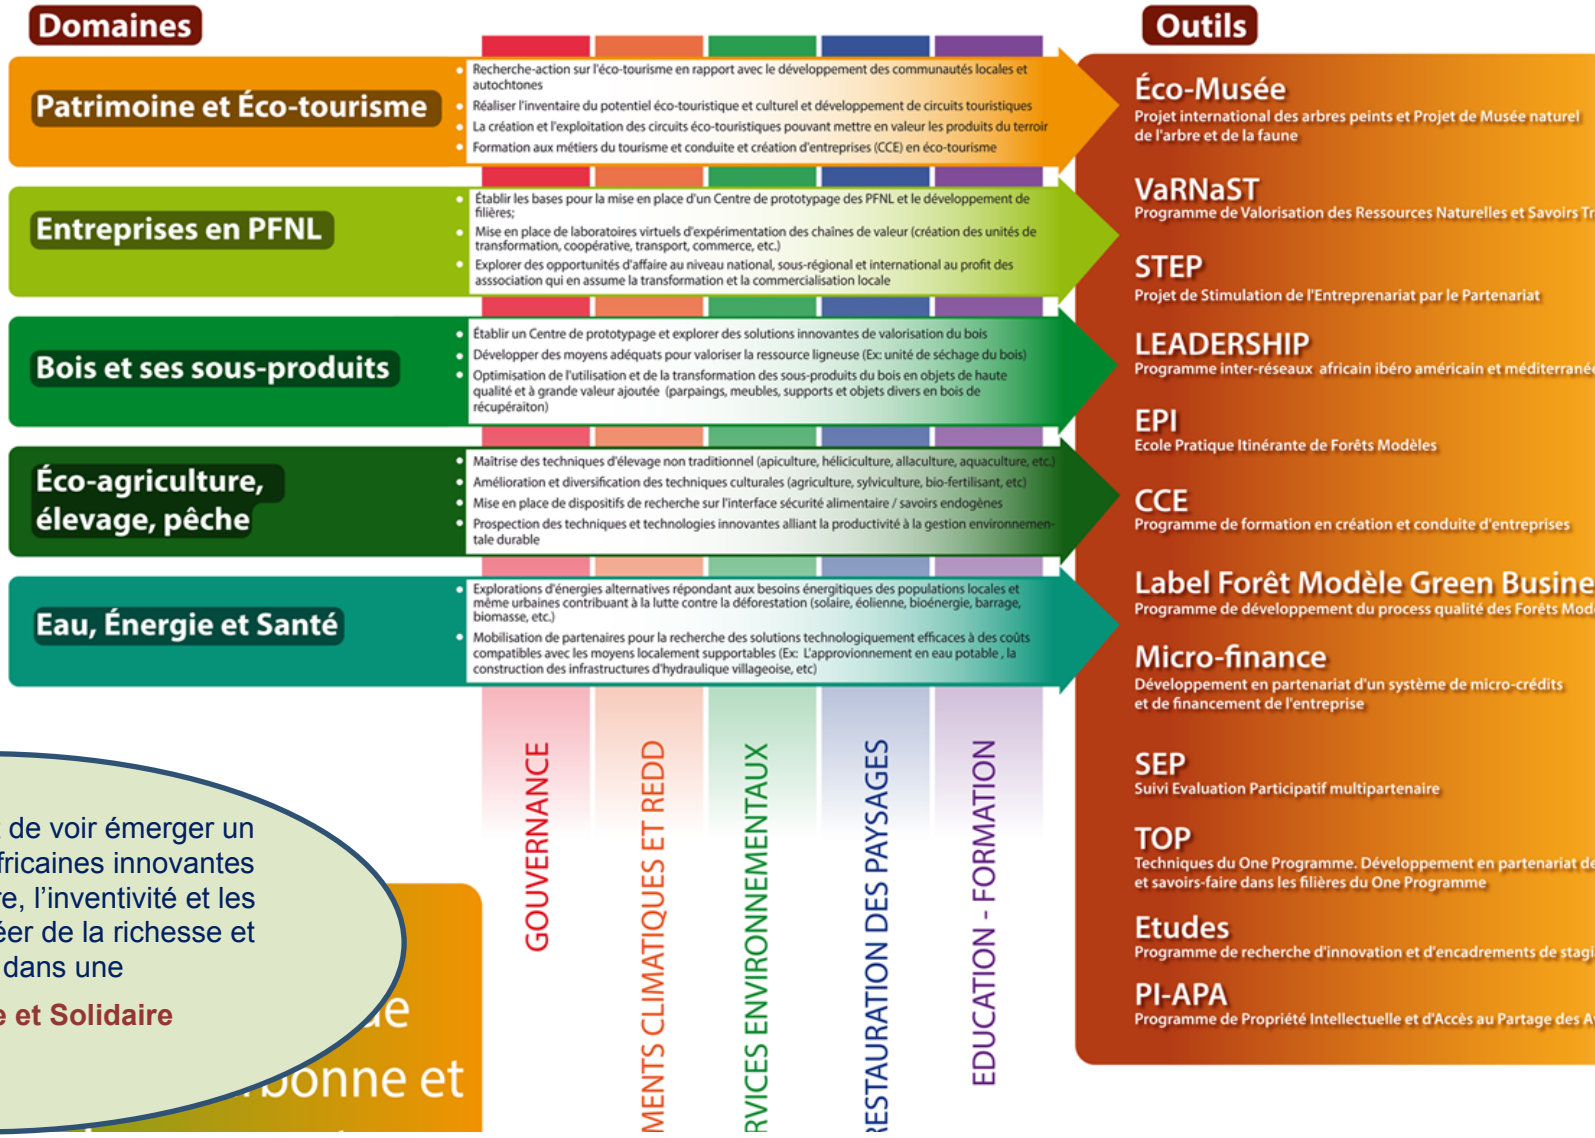 Domaines
Patrimoine et Éco-tourisme
Recherche-action sur l'éco-tourisme en rapport avec le développement des communautés locales et
autochtones
Réaliser l'inventaire du potentiel éco-touristique et culturel et développement de circuits touristiques
La création et l'exploitation des circuits éco-touristiques pouvant mettre en valeur les produits du terroir
Formation aux métiers du tourisme et conduite et création d'entreprises (CCE) en éco-tourisme
Entreprises en PFNL
Établir les bases pour la mise en place d'un Centre de prototypage des PFNL et le développement de
filières;
Mise en place de laboratoires virtuels d'expérimentation des chaînes de valeur (création des unités de
transformation, coopérative, transport, commerce, etc.)
Explorer des opportunités d'affaire au niveau national, sous-régional et international au profit des
asssociation qui en assume la transformation et la commercialisation locale
Bois et ses sous-produits
Établir un Centre de prototypage et explorer des solutions innovantes de valorisation du bois
Développer des moyens adéquats pour valoriser la ressource ligneuse (Ex: unité de séchage du bois)
Optimisation de l'utilisation et de la transformation des sous-produits du bois en objets de haute
qualité et à grande valeur ajoutée (parpaings, meubles, supports et objets divers en bois de
récupéraiton)
Éco-agriculture,
élevage, pêche
Maîtrise des techniques d'élevage non traditionnel (apiculture, héliciculture, allaculture, aquaculture, etc.)
Amélioration et diversification des techniques culturales (agriculture, sylviculture, bio-fertilisant, etc)
Mise en place de dispositifs de recherche sur l'interface sécurité alimentaire / savoirs endogènes
Prospection des techniques et technologies innovantes alliant la productivité à la gestion environnemen-
tale durable
Eau, Énergie et Santé
Explorations d'énergies alternatives répondant aux besoins énergitiques des populations locales et
même urbaines contribuant à la lutte contre la déforestation (solaire, éolienne, bioénergie, barrage,
biomasse, etc.)
Mobilisation de partenaires pour la recherche des solutions technologiquement efficaces à des coûts
compatibles avec les moyens localement supportables (Ex: L'approvionnement en eau potable , la
construction des infrastructures d'hydraulique villageoise, etc)
GOUVERNANCE
MENTS CLIMATIQUES ET REDD
RVICES ENVIRONNEMENTAUX
RESTAURATION DES PAYSAGES
EDUCATION - FORMATION
de voir émerger un
fricaines innovantes
re, l'inventivité et les
éer de la richesse et
dans une
e et Solidaire
de
bonne et
Outils
Éco-Musée
Projet international des arbres peints et Projet de Musée naturel
de l'arbre et de la faune
VaRNaST
Programme de Valorisation des Ressources Naturelles et Savoirs Tr
STEP
Projet de Stimulation de l'Entreprenariat par le Partenariat
LEADERSHIP
Programme inter-réseaux africain ibéro américain et méditerrané
EPI
Ecole Pratique Itinérante de Forêts Modèles
CCE
Programme de formation en création et conduite d'entreprises
Label Forêt Modèle Green Busine
Programme de développement du process qualité des Forêts Mod
Micro-finance
Développement en partenariat d'un système de micro-crédits
et de financement de l'entreprise
SEP
Suivi Evaluation Participatif multipartenaire
TOP
Techniques du One Programme. Développement en partenariat de
et savoirs-faire dans les filières du One Programme
Etudes
Programme de recherche d'innovation et d'encadrements de stagi
PI-APA
Programme de Propriété Intellectuelle et d'Accès au Partage des A